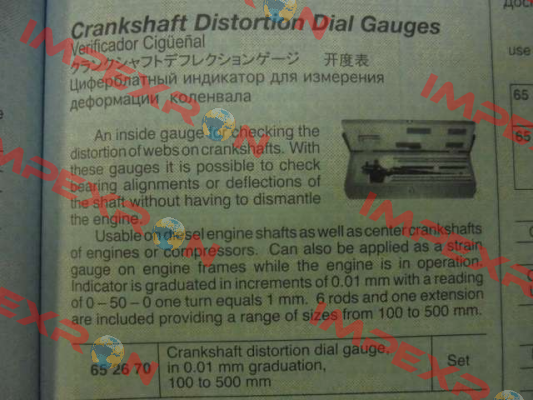 Crankshaft Distortion Dial Gauges
Verificador Cigüeñal
クランクシャフトデフレクションゲージ 开度表
Циферблатный индикатор для измерения
деформации коленвала
An inside gauge for checking the
distortion of webs on crankshafts. With
these gauges it is possible to check
bearing alignments or deflections of
the shaft without having to dismantle
the engine.
Usable on diesel engine shafts as well as center crankshafts
of engines or compressors. Can also be applied as a strain
gauge on engine frames while the engine is in operation.
Indicator is graduated in increments of 0.01 mm with a reading
of 0 – 50 – 0 one turn equals 1 mm. 6 rods and one extension
are included providing a range of sizes from 100 to 500 mm.
65 26 70
Crankshaft distortion dial gauge,
in 0.01 mm graduation,
100 to 500 mm
Set
use
65
65
IMPEXRON
IMPEXRON
IMPEXRON
IMPEXRON